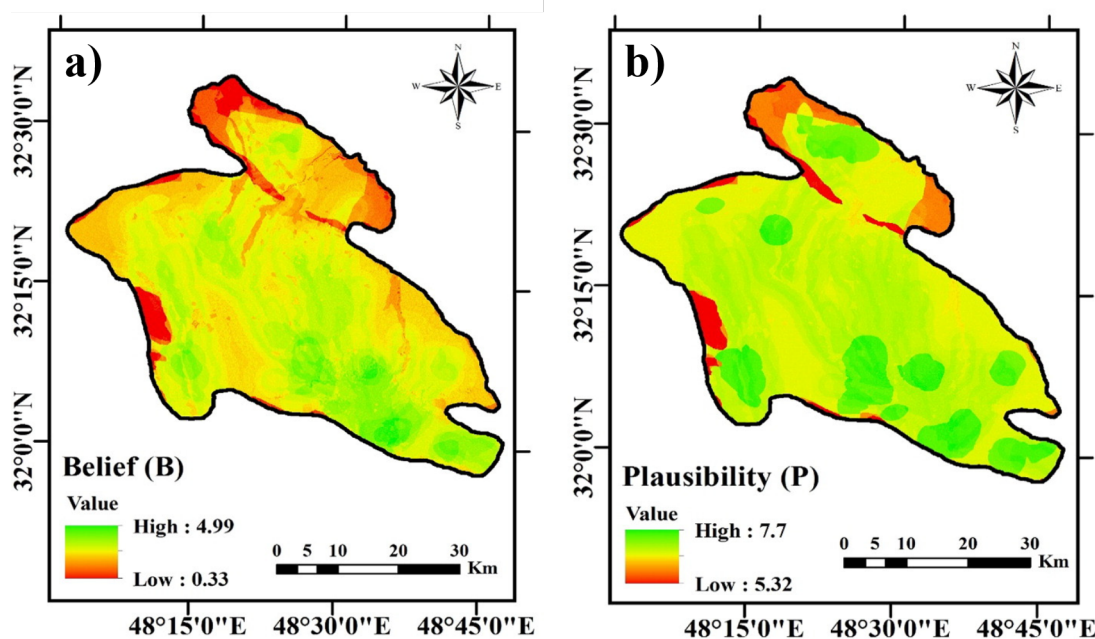 a)
N
W E
S
32°30'0"N
32°15'0"N
32°0'0"N
Belief (B)
Value
High : 4.99
Low : 0.33
0 5 10 20 30
Km
48°15'0"E 48°30'0"E 48°45'0"E
b)
N
W E
S
32°30'0"N
32°15'0"N
32°0'0"N
Plausibility (P)
Value
High : 7.7
Low : 5.32
0 5 10 20 30
Km
48°15'0"E 48°30'0"E 48°45'0"E